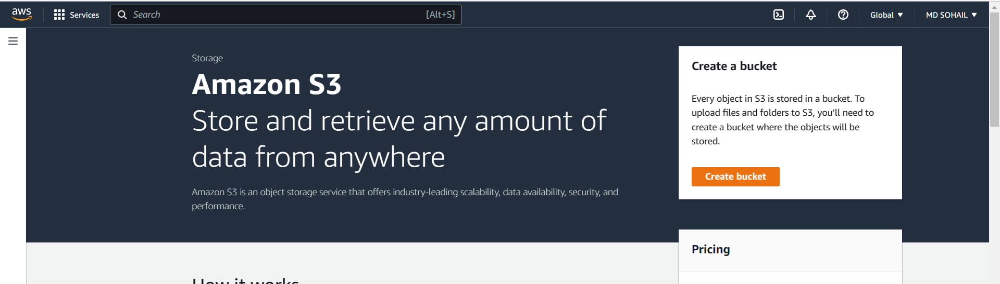 aws
Services
Search
[Alt+S]
Global
MD SOHAIL
Storage
Amazon S3
Store and retrieve any amount of
data from anywhere
Amazon S3 is an object storage service that offers industry-leading scalability, data availability, security, and
performance.
Create a bucket
Every object in S3 is stored in a bucket. To
upload files and folders to S3, you’ll need to
create a bucket where the objects will be
stored.
Create bucket
Pricing
How it works